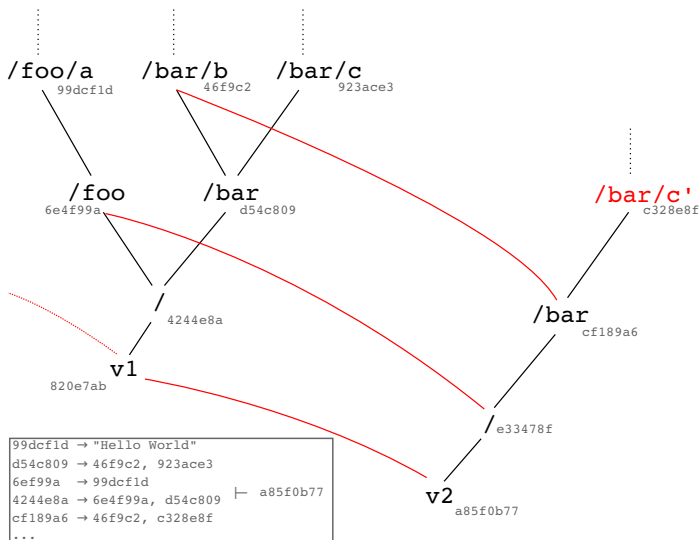 /foo/a
99dcf1d
/bar/b
46f9c2
/bar/c
923ace3
/foo
6e4f99a
/bar
d54c809
/bar/c'
c328e8f
/
4244e8a
/bar
cf189a6
v1
820e7ab
/
e33478f
v2
a85f0b77
99dcf1d → "Hello World"
d54c809 → 46f9c2, 923ace3
6ef99a → 99dcf1d
4244e8a → 6e4f99a, d54c809 ⊢ a85f0b77
cf189a6 → 46f9c2, c328e8f
...